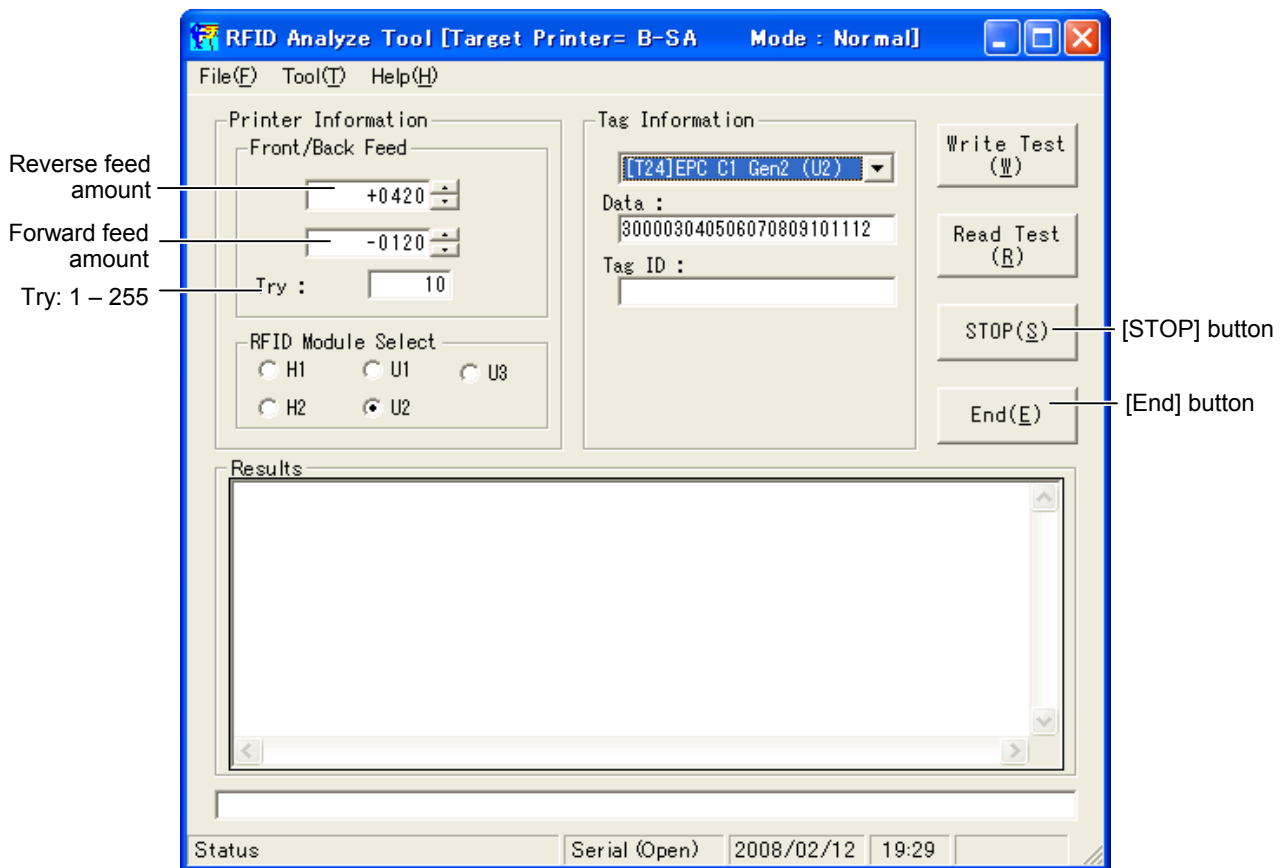 RFID Analyze Tool [Target Printer= B-SA Mode : Normal]
File(F) Tool(T) Help(H)
Printer Information
Front/Back Feed
Reverse feed
amount
+0420
Forward feed
amount
-0120
Try: 1 – 255
Try : 10
RFID Module Select
H1 U1 U3
H2 U2
Tag Information
[T24]EPC C1 Gen2 (U2)
Data :
300003040506070809101112
Tag ID :
Write Test
(W)
Read Test
(R)
STOP(S)
[STOP] button
End(E)
[End] button
Results
Status Serial (Open) 2008/02/12 19:29